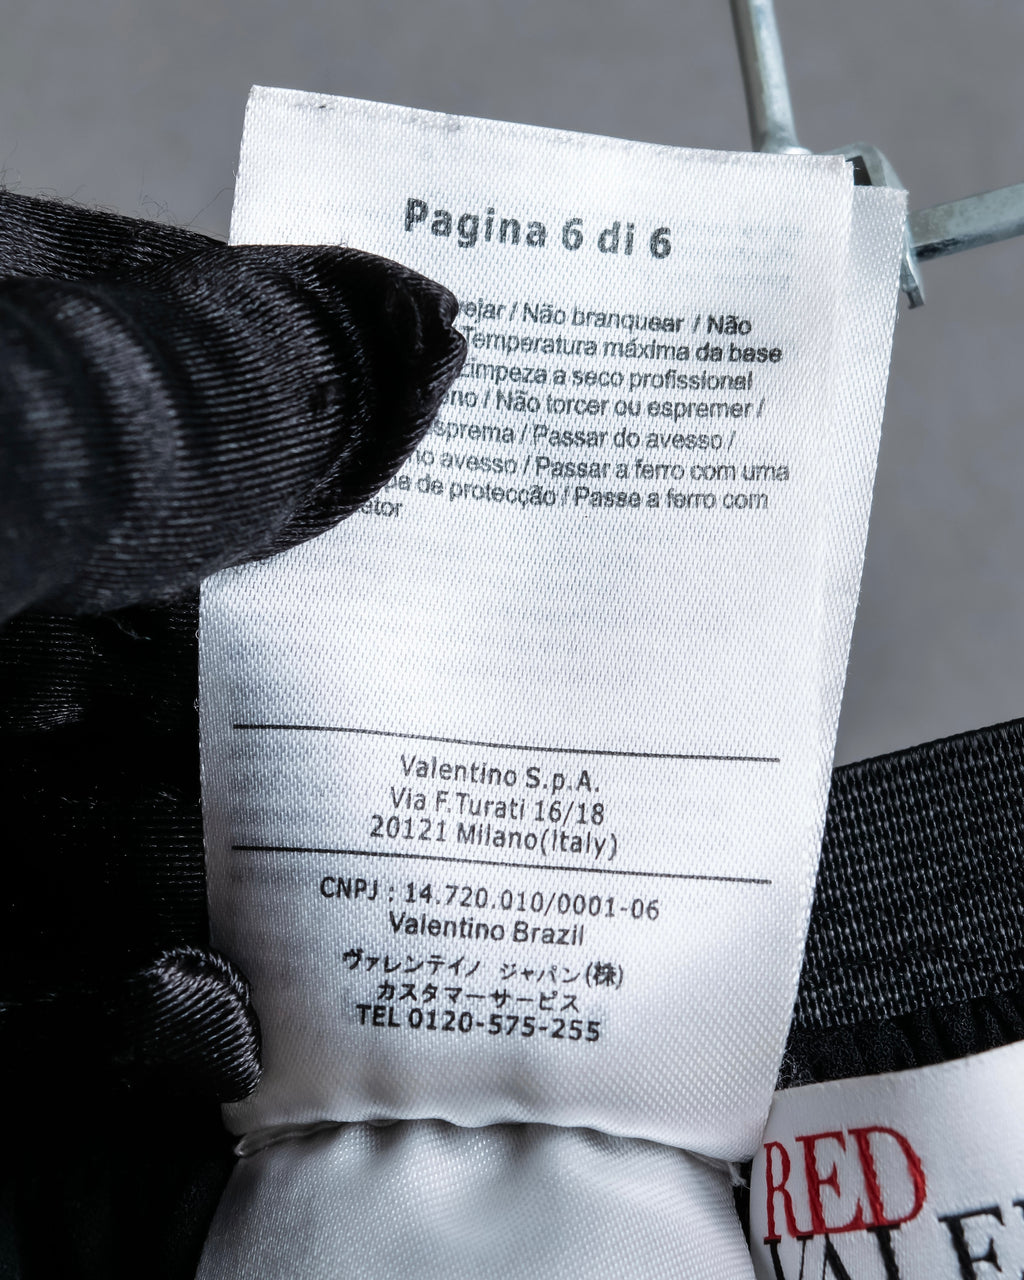 Pagina 6 di 6
/ Não branquear / Não
Temperatura máxima da base
Limpeza a seco profissional
/ Não torcer ou espremer /
/ Passar do avesso /
avesso / Passar a ferro com uma
de protecção / Passe a ferro com
Valentino S.p.A.
Via F.Turati 16/18
20121 Milano(Italy)
CNPJ : 14.720.010/0001-06
Valentino Brazil
ヴァレンティノ ジャパン(株)
カスタマーサービス
TEL 0120-575-255
RED